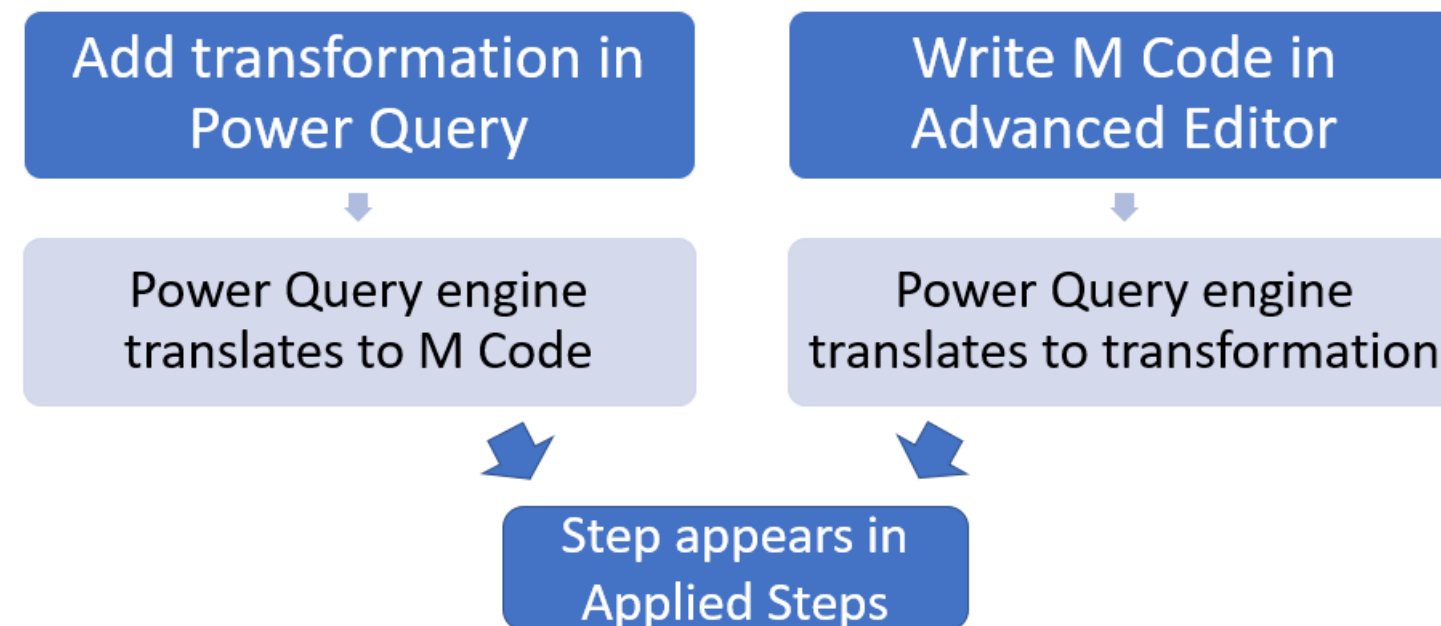 Add transformation in
Power Query
Write M Code in
Advanced Editor
Power Query engine
translates to M Code
Power Query engine
translates to transformation
Step appears in
Applied Steps